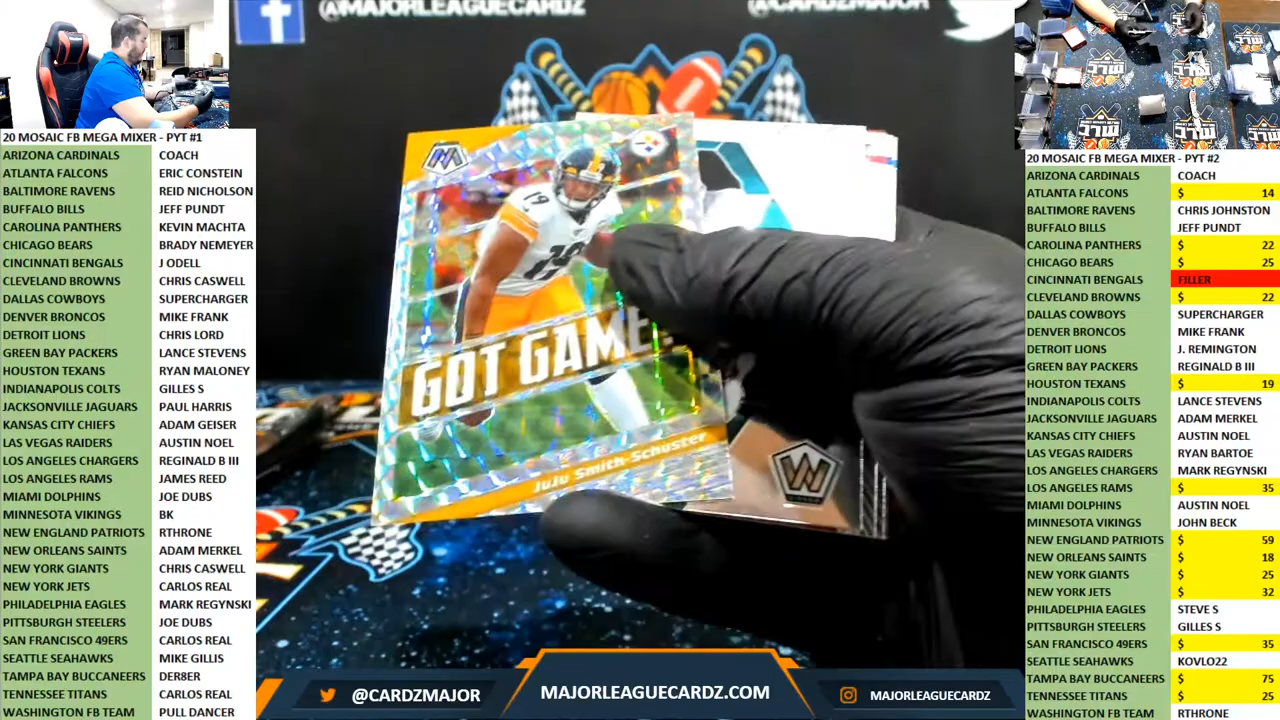 @MAJORLEAGUECARDZ
@CARDZMAJOR
20 MOSAIC FB MEGA MIXER - PYT #1
ARIZONA CARDINALS COACH
ATLANTA FALCONS ERIC CONSTEIN
BALTIMORE RAVENS REID NICHOLSON
BUFFALO BILLS JEFF PUNDT
CAROLINA PANTHERS KEVIN MACHTA
CHICAGO BEARS BRADY NEMEYER
CINCINNATI BENGALS J ODELL
CLEVELAND BROWNS CHRIS CASWELL
DALLAS COWBOYS SUPERCHARGER
DENVER BRONCOS MIKE FRANK
DETROIT LIONS CHRIS LORD
GREEN BAY PACKERS LANCE STEVENS
HOUSTON TEXANS RYAN MALONEY
INDIANAPOLIS COLTS GILLES S
JACKSONVILLE JAGUARS PAUL HARRIS
KANSAS CITY CHIEFS ADAM GEISER
LAS VEGAS RAIDERS AUSTIN NOEL
LOS ANGELES CHARGERS REGINALD B III
LOS ANGELES RAMS JAMES REED
MIAMI DOLPHINS JOE DUBS
MINNESOTA VIKINGS BK
NEW ENGLAND PATRIOTS RTHRONE
NEW ORLEANS SAINTS ADAM MERKEL
NEW YORK GIANTS CHRIS CASWELL
NEW YORK JETS CARLOS REAL
PHILADELPHIA EAGLES MARK REGYNSKI
PITTSBURGH STEELERS JOE DUBS
SAN FRANCISCO 49ERS CARLOS REAL
SEATTLE SEAHAWKS MIKE GILLIS
TAMPA BAY BUCCANEERS DER8ER
TENNESSEE TITANS CARLOS REAL
WASHINGTON FB TEAM PULL DANCER
19
19
GOT GAME?
JuJu Smith-Schuster
20 MOSAIC FB MEGA MIXER - PYT #2
ARIZONA CARDINALS COACH
ATLANTA FALCONS $ 14
BALTIMORE RAVENS CHRIS JOHNSTON
BUFFALO BILLS JEFF PUNDT
CAROLINA PANTHERS $ 22
CHICAGO BEARS $ 25
CINCINNATI BENGALS FILLER
CLEVELAND BROWNS $ 22
DALLAS COWBOYS SUPERCHARGER
DENVER BRONCOS MIKE FRANK
DETROIT LIONS J. REMINGTON
GREEN BAY PACKERS REGINALD B III
HOUSTON TEXANS $ 19
INDIANAPOLIS COLTS LANCE STEVENS
JACKSONVILLE JAGUARS ADAM MERKEL
KANSAS CITY CHIEFS AUSTIN NOEL
LAS VEGAS RAIDERS RYAN BARTOE
LOS ANGELES CHARGERS MARK REGYNSKI
LOS ANGELES RAMS $ 35
MIAMI DOLPHINS AUSTIN NOEL
MINNESOTA VIKINGS JOHN BECK
NEW ENGLAND PATRIOTS $ 59
NEW ORLEANS SAINTS $ 18
NEW YORK GIANTS $ 25
NEW YORK JETS $ 32
PHILADELPHIA EAGLES STEVE S
PITTSBURGH STEELERS GILLES S
SAN FRANCISCO 49ERS $ 35
SEATTLE SEAHAWKS KOVLO22
TAMPA BAY BUCCANEERS $ 75
TENNESSEE TITANS $ 25
WASHINGTON FB TEAM RTHRONE
@CARDZMAJOR
MAJORLEAGUECARDZ.COM
MAJORLEAGUECARDZ